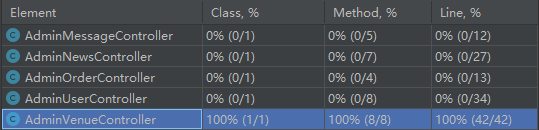 Element Class, % Method, % Line, %
AdminMessageController 0% (0/1) 0% (0/5) 0% (0/12)
AdminNewsController 0% (0/1) 0% (0/7) 0% (0/27)
AdminOrderController 0% (0/1) 0% (0/4) 0% (0/13)
AdminUserController 0% (0/1) 0% (0/8) 0% (0/34)
AdminVenueController 100% (1/1) 100% (8/8) 100% (42/42)